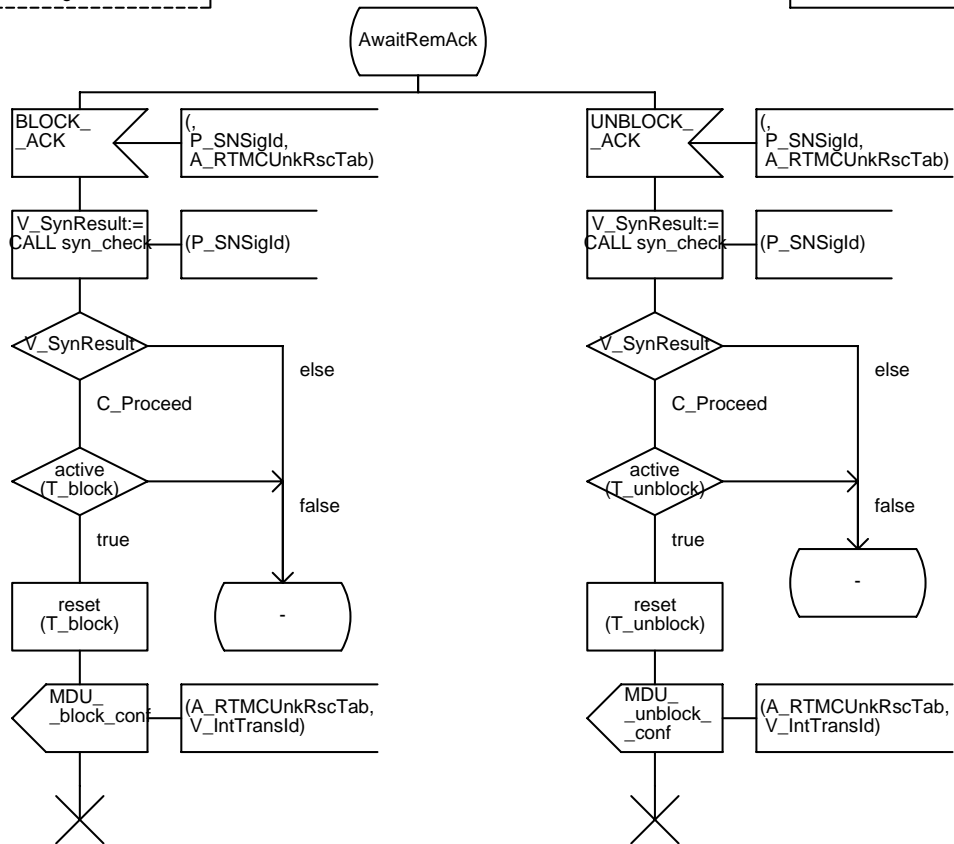 AwaitRemAck
BLOCK_
_ACK
(,
P_SNSigId,
A_RTMCUnkRscTab)
V_SynResult:=
CALL syn_check
(P_SNSigId)
V_SynResult
else
C_Proceed
active
(T_block)
false
true
reset
(T_block)
-
MDU_
_block_conf
(A_RTMCUnkRscTab,
V_IntTransId)
UNBLOCK_
_ACK
(,
P_SNSigId,
A_RTMCUnkRscTab)
V_SynResult:=
CALL syn_check
(P_SNSigId)
V_SynResult
else
C_Proceed
active
(T_unblock)
false
true
-
reset
(T_unblock)
MDU_
_unblock_
_conf
(A_RTMCUnkRscTab,
V_IntTransId)